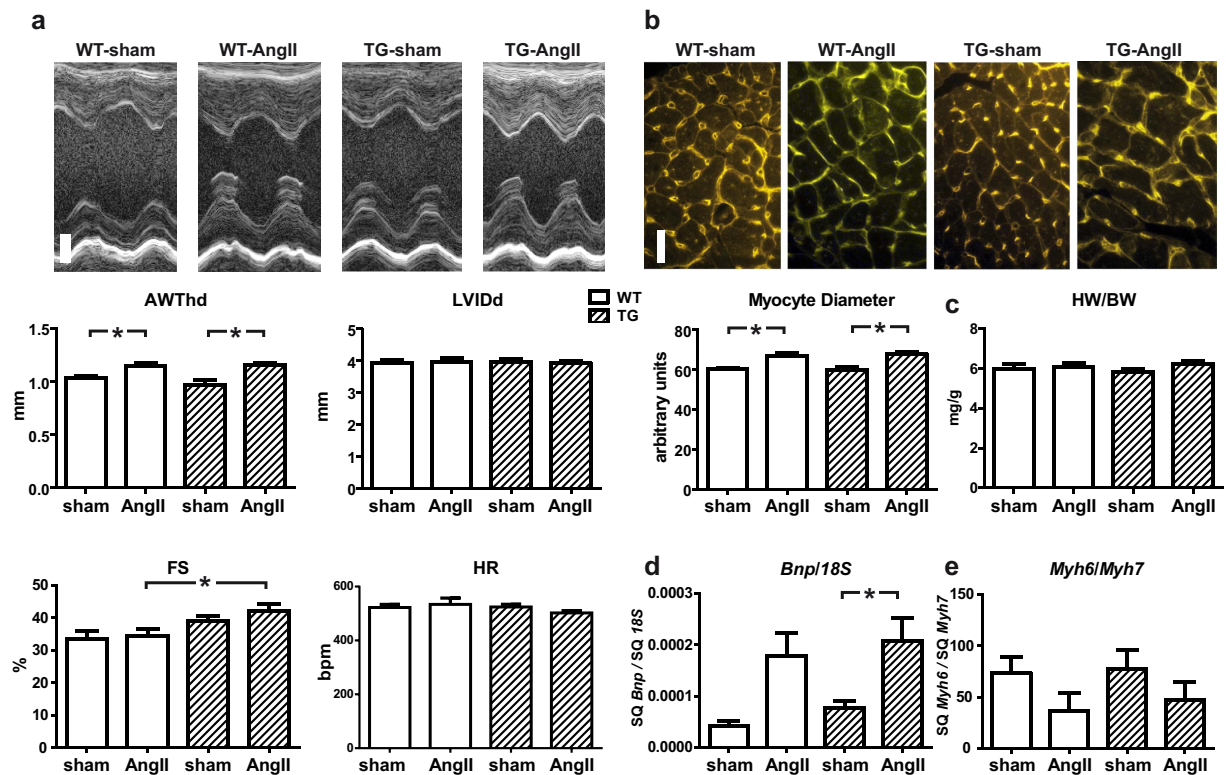 a
WT-sham WT-AngII TG-sham TG-AngII
b
WT-sham WT-AngII TG-sham TG-AngII
AWThd
mm
1.5
1.0
0.5
0.0
*
*
sham AngII sham AngII
LVIDd
mm
5
4
3
2
1
0
sham AngII sham AngII
WT
TG
Myocyte Diameter
arbitrary units
80
60
40
20
0
*
*
sham AngII sham AngII
c
HW/BW
mg/g
8
6
4
2
0
sham AngII sham AngII
FS
%
50
40
30
20
10
0
*
sham AngII sham AngII
HR
bpm
600
400
200
0
sham AngII sham AngII
d
Bnp/18S
SQ Bnp / SQ 18S
0.0003
0.0002
0.0001
0.0000
*
sham AngII sham AngII
e
Myh6/Myh7
SQ Myh6 / SQ Myh7
150
100
50
0
sham AngII sham AngII